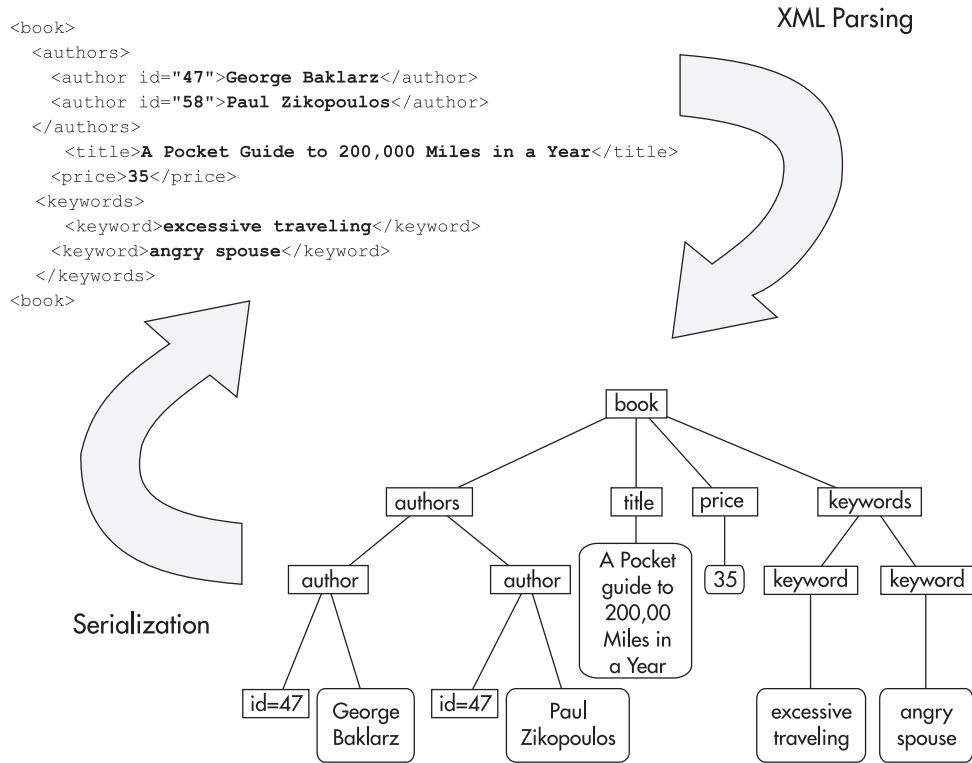 XML Parsing
<book>
<authors>
<author id="47">George Baklarz</author>
<author id="58">Paul Zikopoulos</author>
</authors>
<title>A Pocket Guide to 200,000 Miles in a Year</title>
<price>35</price>
<keywords>
<keyword>excessive traveling</keyword>
<keyword>angry spouse</keyword>
</keywords>
<book>
Serialization
book
authors
title
price
keywords
author
author
A Pocket
guide to
200,00
Miles in
a Year
35
keyword
keyword
id=47
George
Baklarz
id=47
Paul
Zikopoulos
excessive
traveling
angry
spouse